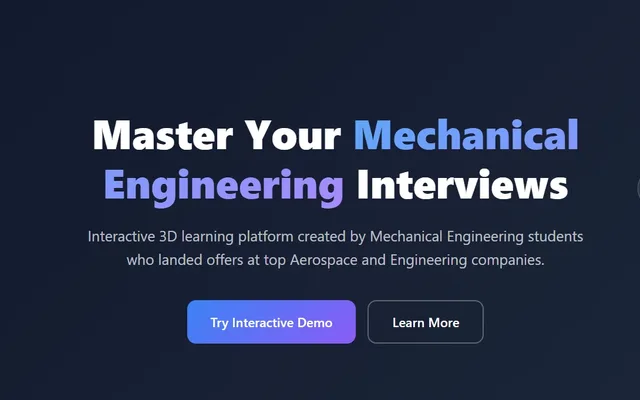 Master Your Mechanical
Engineering Interviews
Interactive 3D learning platform created by Mechanical Engineering students
who landed offers at top Aerospace and Engineering companies.
Try Interactive Demo
Learn More